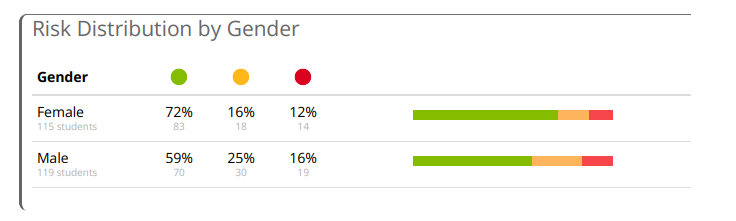 Risk Distribution by Gender
Gender
Female 72% 16% 12%
115 students 83 18 14
Male 59% 25% 16%
119 students 70 30 19